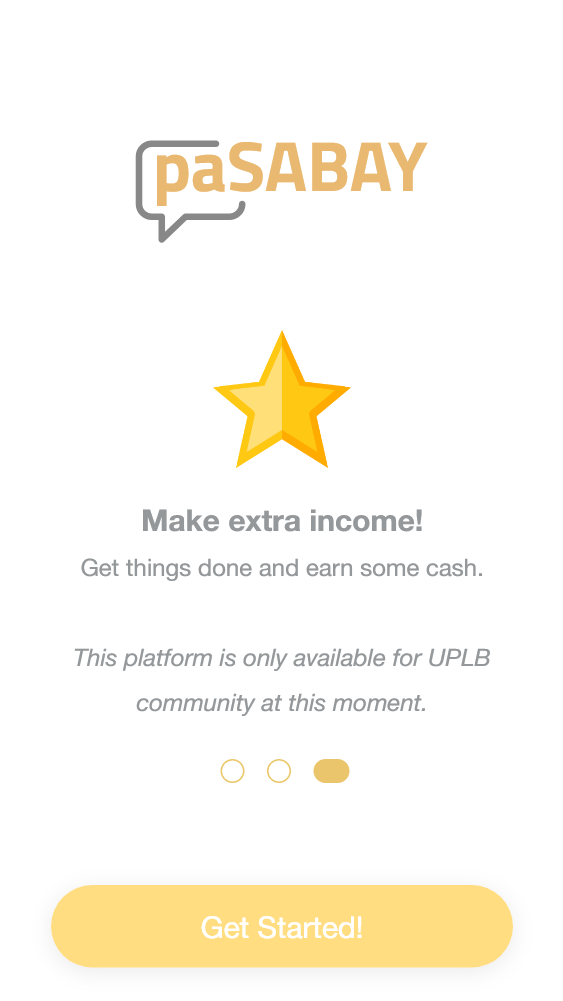 paSABAY
Make extra income!
Get things done and earn some cash.
This platform is only available for UPLB
community at this moment.
Get Started!